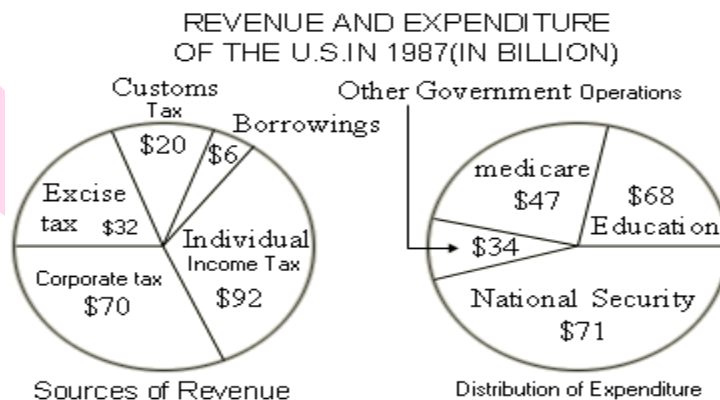 REVENUE AND EXPENDITURE
OF THE U.S.IN 1987(IN BILLION)
Customs
Tax
$20
Borrowings
$6
Excise
tax $32
Individual
Income Tax
$92
Corporate tax
$70
Sources of Revenue
Other Government Operations
medicare
$47
$68
Education
$34
National Security
$71
Distribution of Expenditure